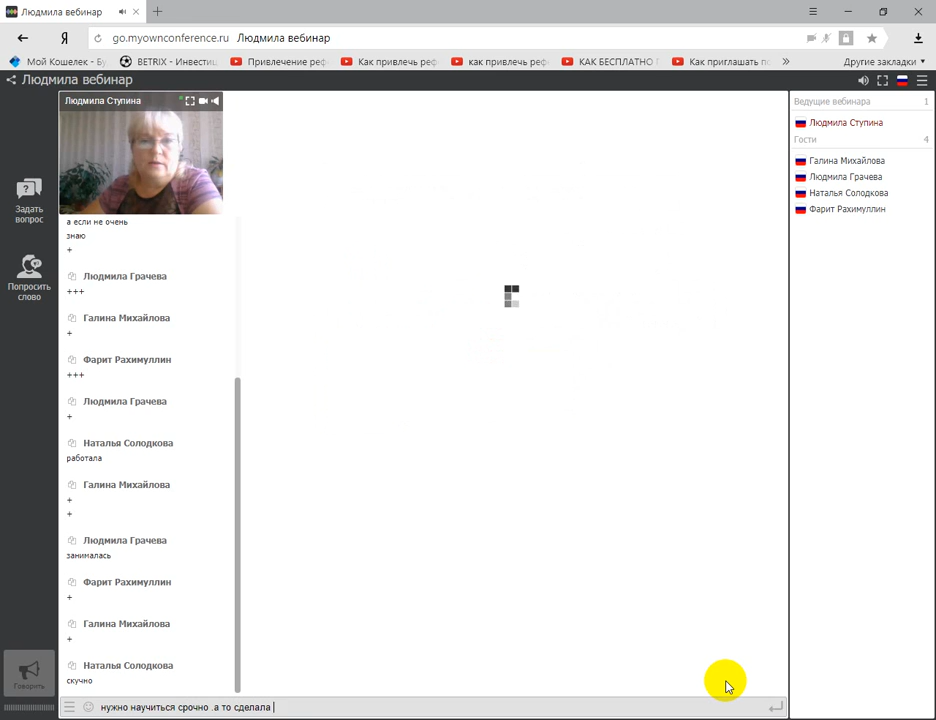 Людмила вебинар
Я
go.myownconference.ru Людмила вебинар
Мой Кошелек - Бу
BETRIX - Инвестиц
Привлечение реф
Как привлечь реф
как привлечь реф
КАК БЕСПЛАТНО
Как приглашать по
»
Другие закладки
Людмила вебинар
Людмила Ступина
Ведущие вебинара 1
Людмила Ступина
Гости 4
Галина Михайлова
Людмила Грачева
Наталья Солодкова
Фарит Рахимуллин
Задать
вопрос
Попросить
слово
Говорить
а если не очень
знаю
+
Людмила Грачева
+++
Галина Михайлова
+
Фарит Рахимуллин
+++
Людмила Грачева
+
Наталья Солодкова
работала
Галина Михайлова
+
+
Людмила Грачева
занималась
Фарит Рахимуллин
+
Галина Михайлова
+
Наталья Солодкова
скучно
нужно научиться срочно .а то сделала